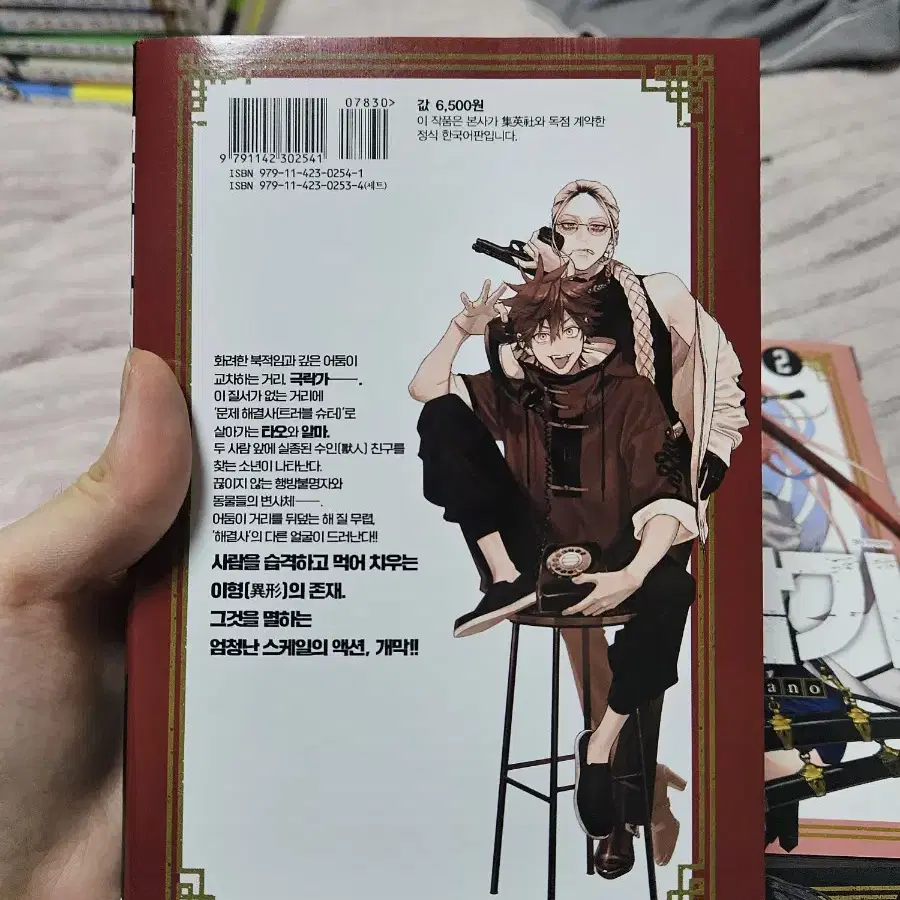 07830>
9 791142 302541
ISBN 979-11-423-0254-1
ISBN 979-11-423-0253-4(세트)
값 6,500원
이 작품은 본사가 集英社와 독점 계약한
정식 한국어판입니다.
화려한 북적임과 깊은 어둠이
교차하는 거리, 극락가――.
이 질서가 없는 거리에
'문제 해결사(트러블 슈터)'로
살아가는 타오와 알마.
두 사람 앞에 실종된 수인(獸人) 친구를
찾는 소년이 나타난다.
끊이지 않는 행방불명자와
동물들의 변사체――.
어둠이 거리를 뒤덮는 해 질 무렵,
'해결사'의 다른 얼굴이 드러난다!!
사람을 습격하고 먹어 치우는
이형(異形)의 존재.
그것을 멸하는
엄청난 스케일의 액션, 개막!!
2
ano